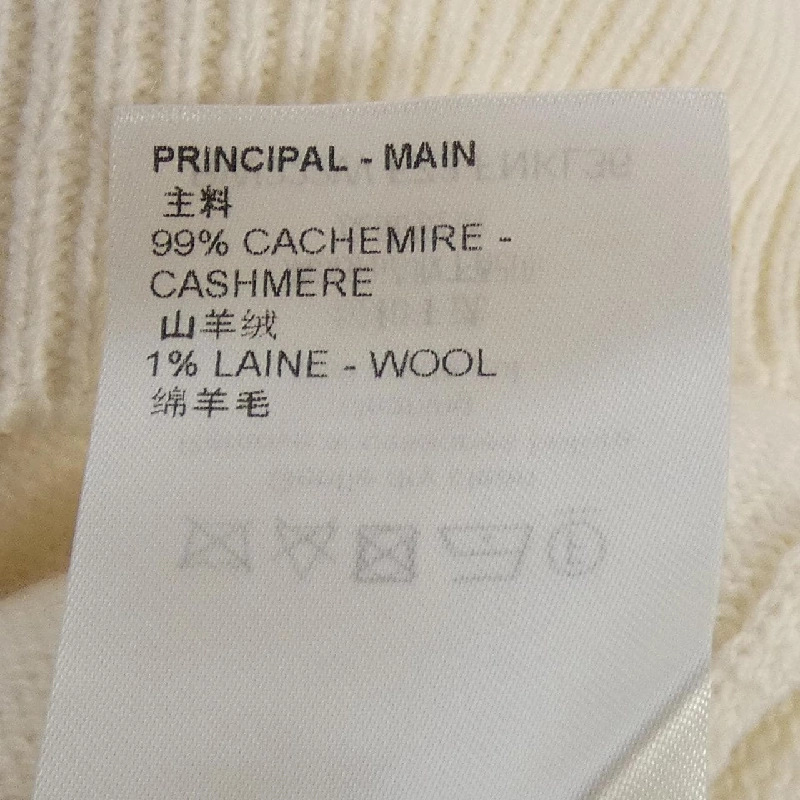 PRINCIPAL - MAIN
主料
99% CACHEMIRE -
CASHMERE
山羊绒
1% LAINE - WOOL
绵羊毛